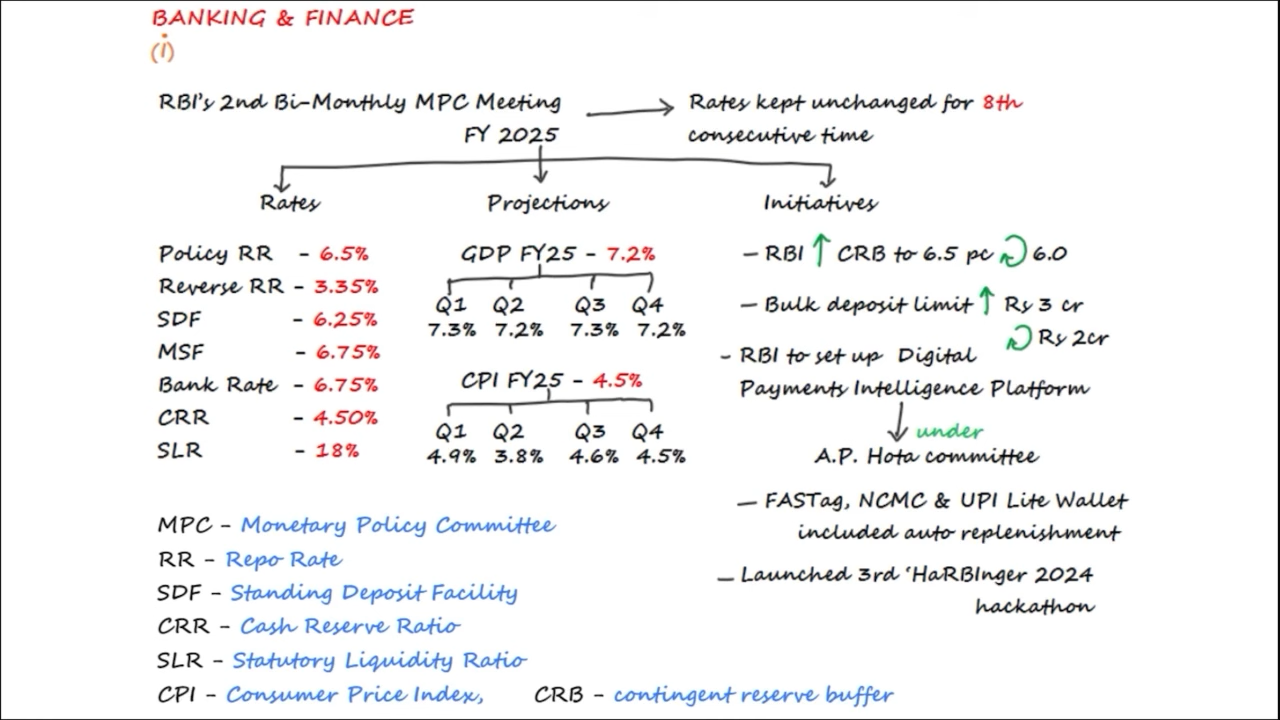 BANKING & FINANCE
(i)
RBI's 2nd Bi-Monthly MPC Meeting
FY 2025
Rates kept unchanged for 8th
consecutive time
Rates
Policy RR - 6.5%
Reverse RR - 3.35%
SDF - 6.25%
MSF - 6.75%
Bank Rate - 6.75%
CRR - 4.50%
SLR - 18%
Projections
GDP FY25 - 7.2%
Q1 Q2 Q3 Q4
7.3% 7.2% 7.3% 7.2%
CPI FY25 - 4.5%
Q1 Q2 Q3 Q4
4.9% 3.8% 4.6% 4.5%
Initiatives
- RBI ↑ CRB to 6.5 pc 6.0
- Bulk deposit limit ↑ Rs 3 cr
Rs 2cr
- RBI to set up Digital
Payments Intelligence Platform
under
A.P. Hota committee
- FASTag, NCMC & UPI Lite Wallet
included auto replenishment
- Launched 3rd 'HaRBInger 2024
hackathon
MPC - Monetary Policy Committee
RR - Repo Rate
SDF - Standing Deposit Facility
CRR - Cash Reserve Ratio
SLR - Statutory Liquidity Ratio
CPI - Consumer Price Index, CRB - contingent reserve buffer